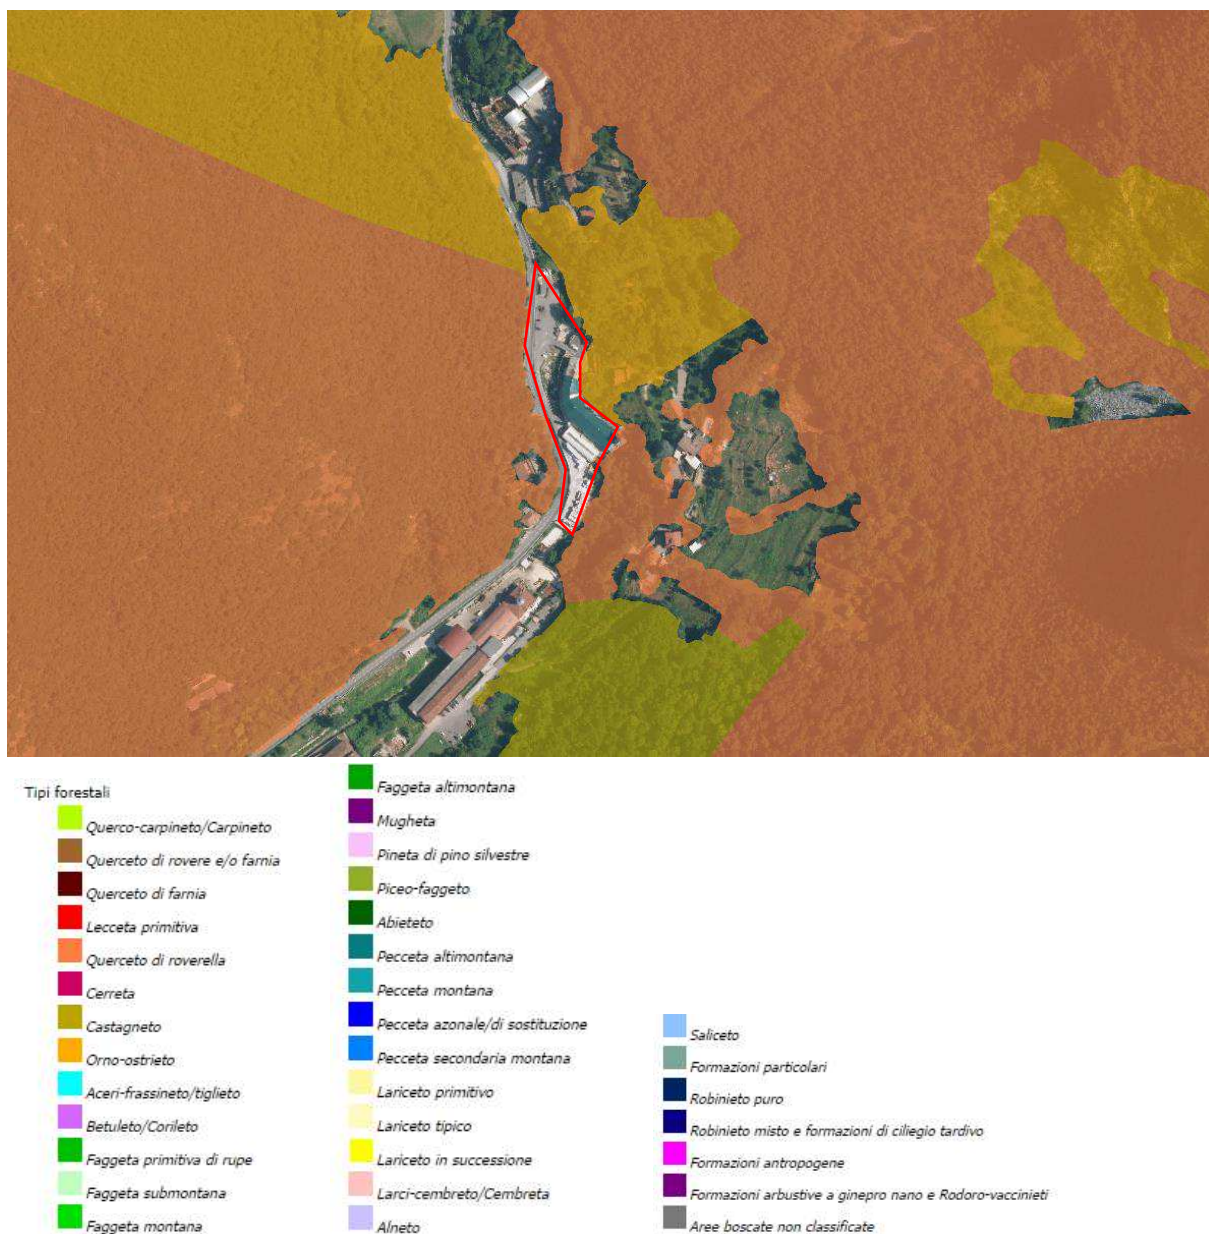 Tipi forestali
Querco-carpineto/Carpineto
Querceto di rovere e/o farnia
Querceto di farnia
Lecceta primitiva
Querceto di roverella
Cerreta
Castagneto
Orno-ostrieto
Aceri-frassineto/tiglieto
Betuleto/Corileto
Faggeta primitiva di rupe
Faggeta submontana
Faggeta montana
Faggeta altimontana
Mugheta
Pineta di pino silvestre
Piceo-faggeto
Abieteto
Pecceta altimontana
Pecceta montana
Pecceta azonale/di sostituzione
Pecceta secondaria montana
Lariceto primitivo
Lariceto tipico
Lariceto in successione
Larici-cembreto/Cembreta
Alneto
Saliceto
Formazioni particolari
Robinieto puro
Robinieto misto e formazioni di ciliegio tardivo
Formazioni antropogene
Formazioni arbustive a ginepro nano e Rodoro-vaccinieti
Aree boscate non classificate